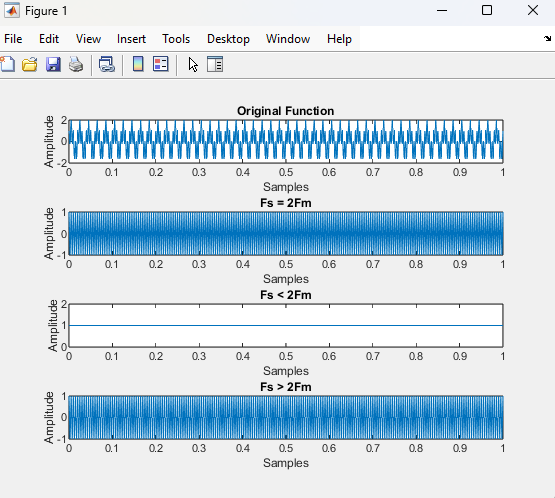 Figure 1
File Edit View Insert Tools Desktop Window Help
Original Function
Amplitude
2
0
-2
0 0.1 0.2 0.3 0.4 0.5 0.6 0.7 0.8 0.9 1
Samples
Fs = 2Fm
Amplitude
1
0
-1
0 0.1 0.2 0.3 0.4 0.5 0.6 0.7 0.8 0.9 1
Samples
Fs < 2Fm
Amplitude
2
1
0
0 0.1 0.2 0.3 0.4 0.5 0.6 0.7 0.8 0.9 1
Samples
Fs > 2Fm
Amplitude
1
0
-1
0 0.1 0.2 0.3 0.4 0.5 0.6 0.7 0.8 0.9 1
Samples